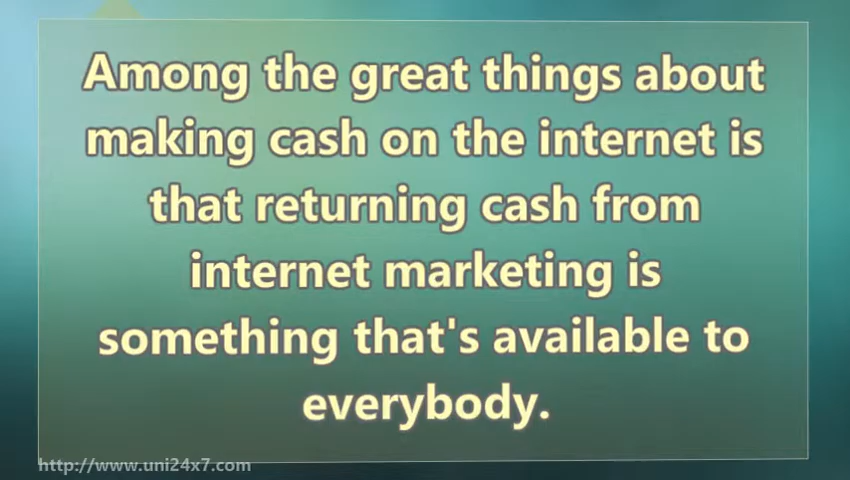 Among the great things about
making cash on the internet is
that returning cash from
internet marketing is
something that's available to
everybody.
http://www.uni24x7.com